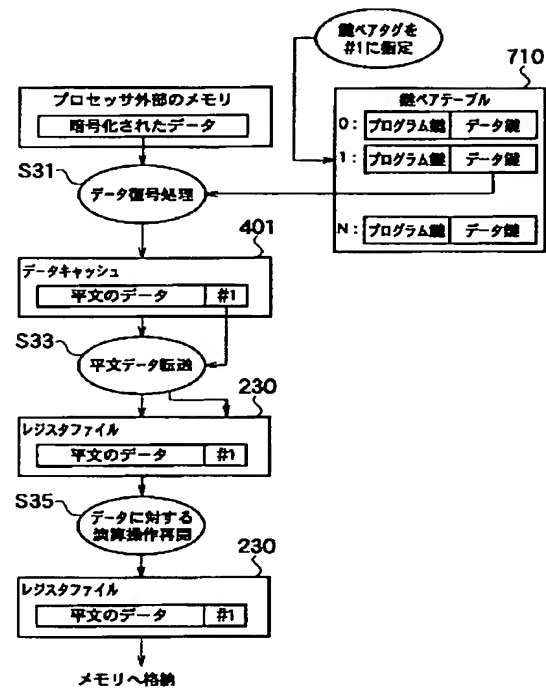 鍵ペアタグを
#1に指定
710
プロセッサ外部のメモリ
暗号化されたデータ
鍵ペアテーブル
0: プログラム鍵 データ鍵
1: プログラム鍵 データ鍵
N: プログラム鍵 データ鍵
S31
データ復号処理
401
データキャッシュ
平文のデータ #1
S33
平文データ転送
230
レジスタファイル
平文のデータ #1
S35
データに対する
演算操作再開
230
レジスタファイル
平文のデータ #1
メモリへ格納